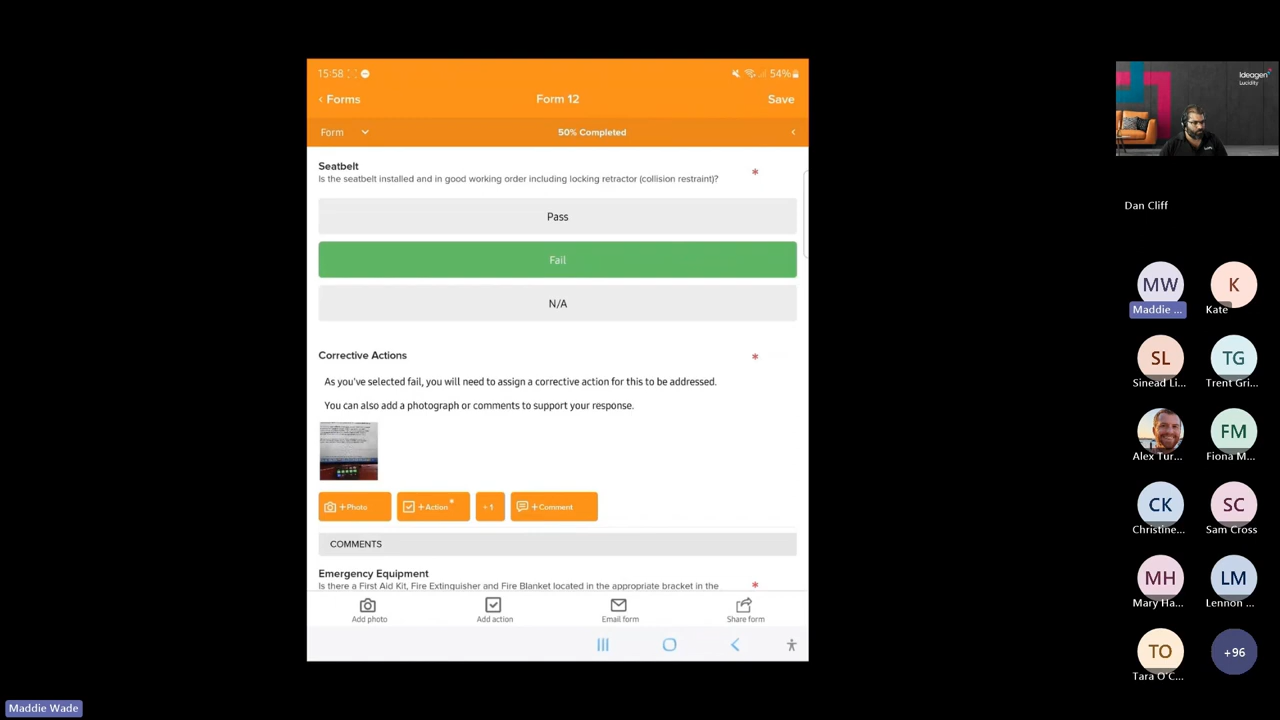 15:58
54%
Forms
Form 12
Save
Form
50% Completed
Seatbelt
*
Is the seatbelt installed and in good working order including locking retractor (collision restraint)?
Pass
Fail
N/A
Corrective Actions
*
As you've selected fail, you will need to assign a corrective action for this to be addressed.
You can also add a photograph or comments to support your response.
+Photo
+Action *
+1
+Comment
COMMENTS
Emergency Equipment
*
Is there a First Aid Kit, Fire Extinguisher and Fire Blanket located in the appropriate bracket in the
Add photo
Add action
Email form
Share form
Ideagen
Lucidity
Dan Cliff
MW
K
Maddie ...
Kate
SL
TG
Sinead Li...
Trent Gri...
FM
Alex Tur...
Fiona M...
CK
SC
Christine...
Sam Cross
MH
LM
Mary Ha...
Lennon ...
TO
+96
Tara O'C...
Maddie Wade